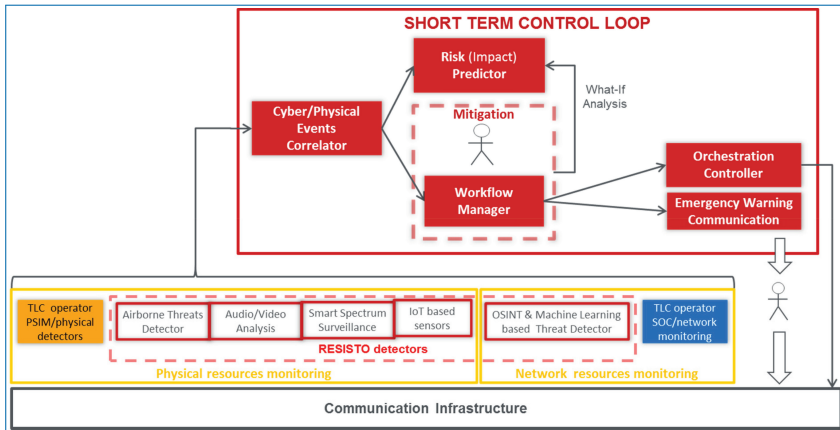 SHORT TERM CONTROL LOOP
Risk (Impact)
Predictor
What-If
Analysis
Cyber/Physical
Events
Correlator
Mitigation
Workflow
Manager
Orchestration
Controller
Emergency Warning
Communication
TLC operator
PSIM/physical
detectors
Airborne Threats
Detector
Audio/Video
Analysis
Smart Spectrum
Surveillance
IoT based
sensors
RESISTO detectors
OSINT & Machine Learning
based Threat Detector
TLC operator
SOC/network
monitoring
Physical resources monitoring
Network resources monitoring
Communication Infrastructure